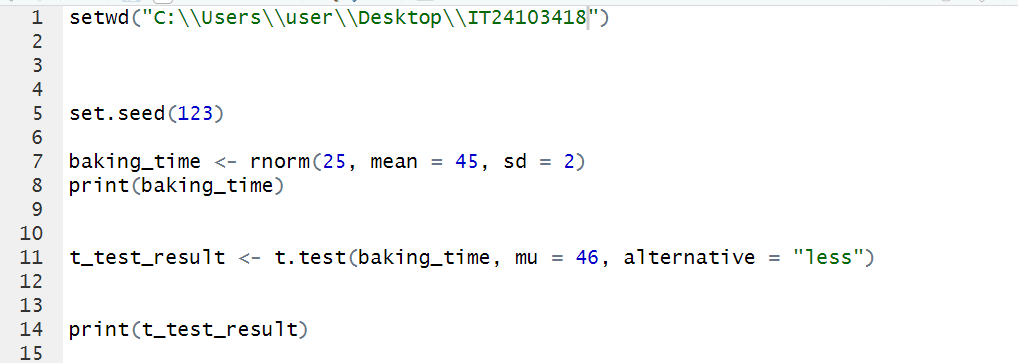 1 setwd("C:\\Users\\user\\Desktop\\IT24103418")
2
3
4
5 set.seed(123)
6
7 baking_time <- rnorm(25, mean = 45, sd = 2)
8 print(baking_time)
9
10
11 t_test_result <- t.test(baking_time, mu = 46, alternative = "less")
12
13
14 print(t_test_result)
15